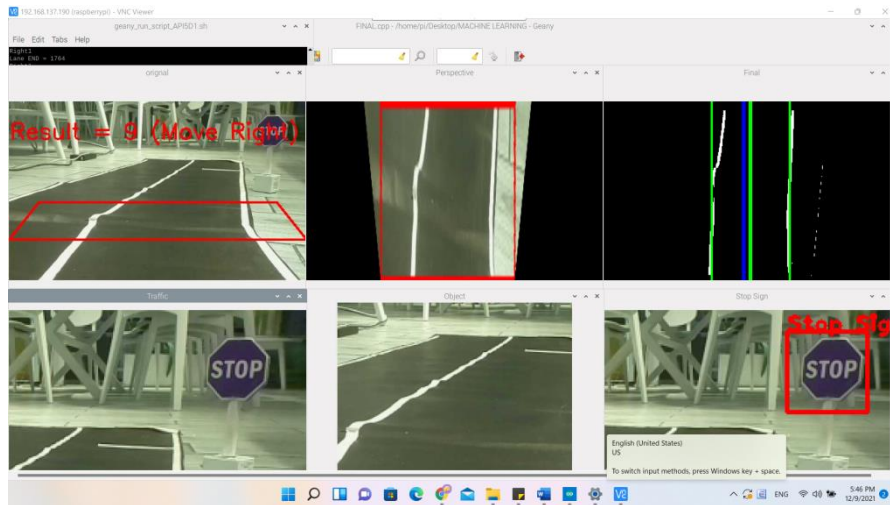 192.168.137.190 (raspberrypi) - VNC Viewer
geany_run_script_API5D1.sh
FINAL.cpp - /home/pi/Desktop/MACHINE LEARNING - Geany
File Edit Tabs Help
Right1
Lane END = 1764
orignal
Perspective
Final
Result = 9 (Move Right)
Traffic
Object
Stop Sign
STOP
Stop Sig
STOP
English (United States)
US
To switch input methods, press Windows key + space.
ENG
5:46 PM
12/9/2021